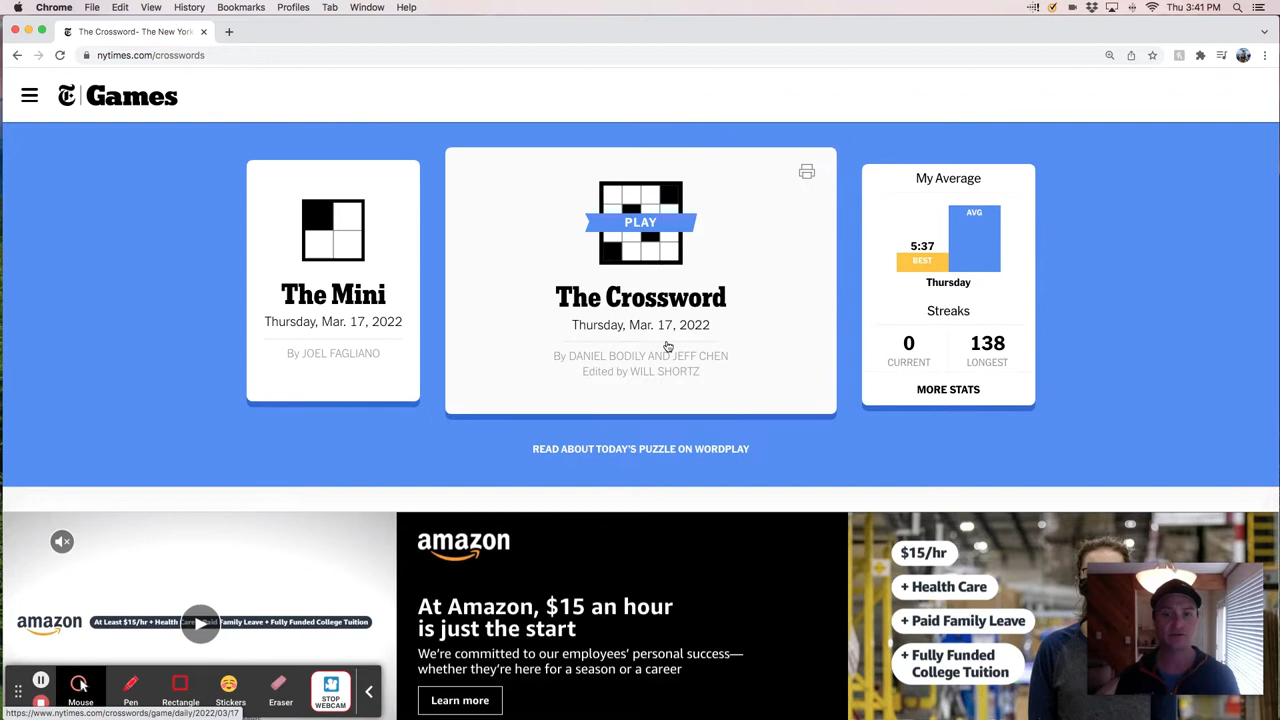 Chrome File Edit View History Bookmarks Profiles Tab Window Help Thu 3:41 PM
The Crossword- The New York
nytimes.com/crosswords
Games
The Mini
Thursday, Mar. 17, 2022
By JOEL FAGLIANO
PLAY
The Crossword
Thursday, Mar. 17, 2022
By DANIEL BODILY AND JEFF CHEN
Edited by WILL SHORTZ
My Average
AVG
5:37
BEST
Thursday
Streaks
0 138
CURRENT LONGEST
MORE STATS
READ ABOUT TODAY'S PUZZLE ON WORDPLAY
amazon At Least $15/hr + Health Care + Paid Family Leave + Fully Funded College Tuition
amazon
At Amazon, $15 an hour
is just the start
We're committed to our employees' personal success—
whether they're here for a season or a career
Learn more
$15/hr
+ Health Care
+ Paid Family Leave
+ Fully Funded
College Tuition
Mouse Pen Rectangle Stickers Eraser STOP WEBCAM
https://www.nytimes.com/crosswords/game/daily/2022/03/17